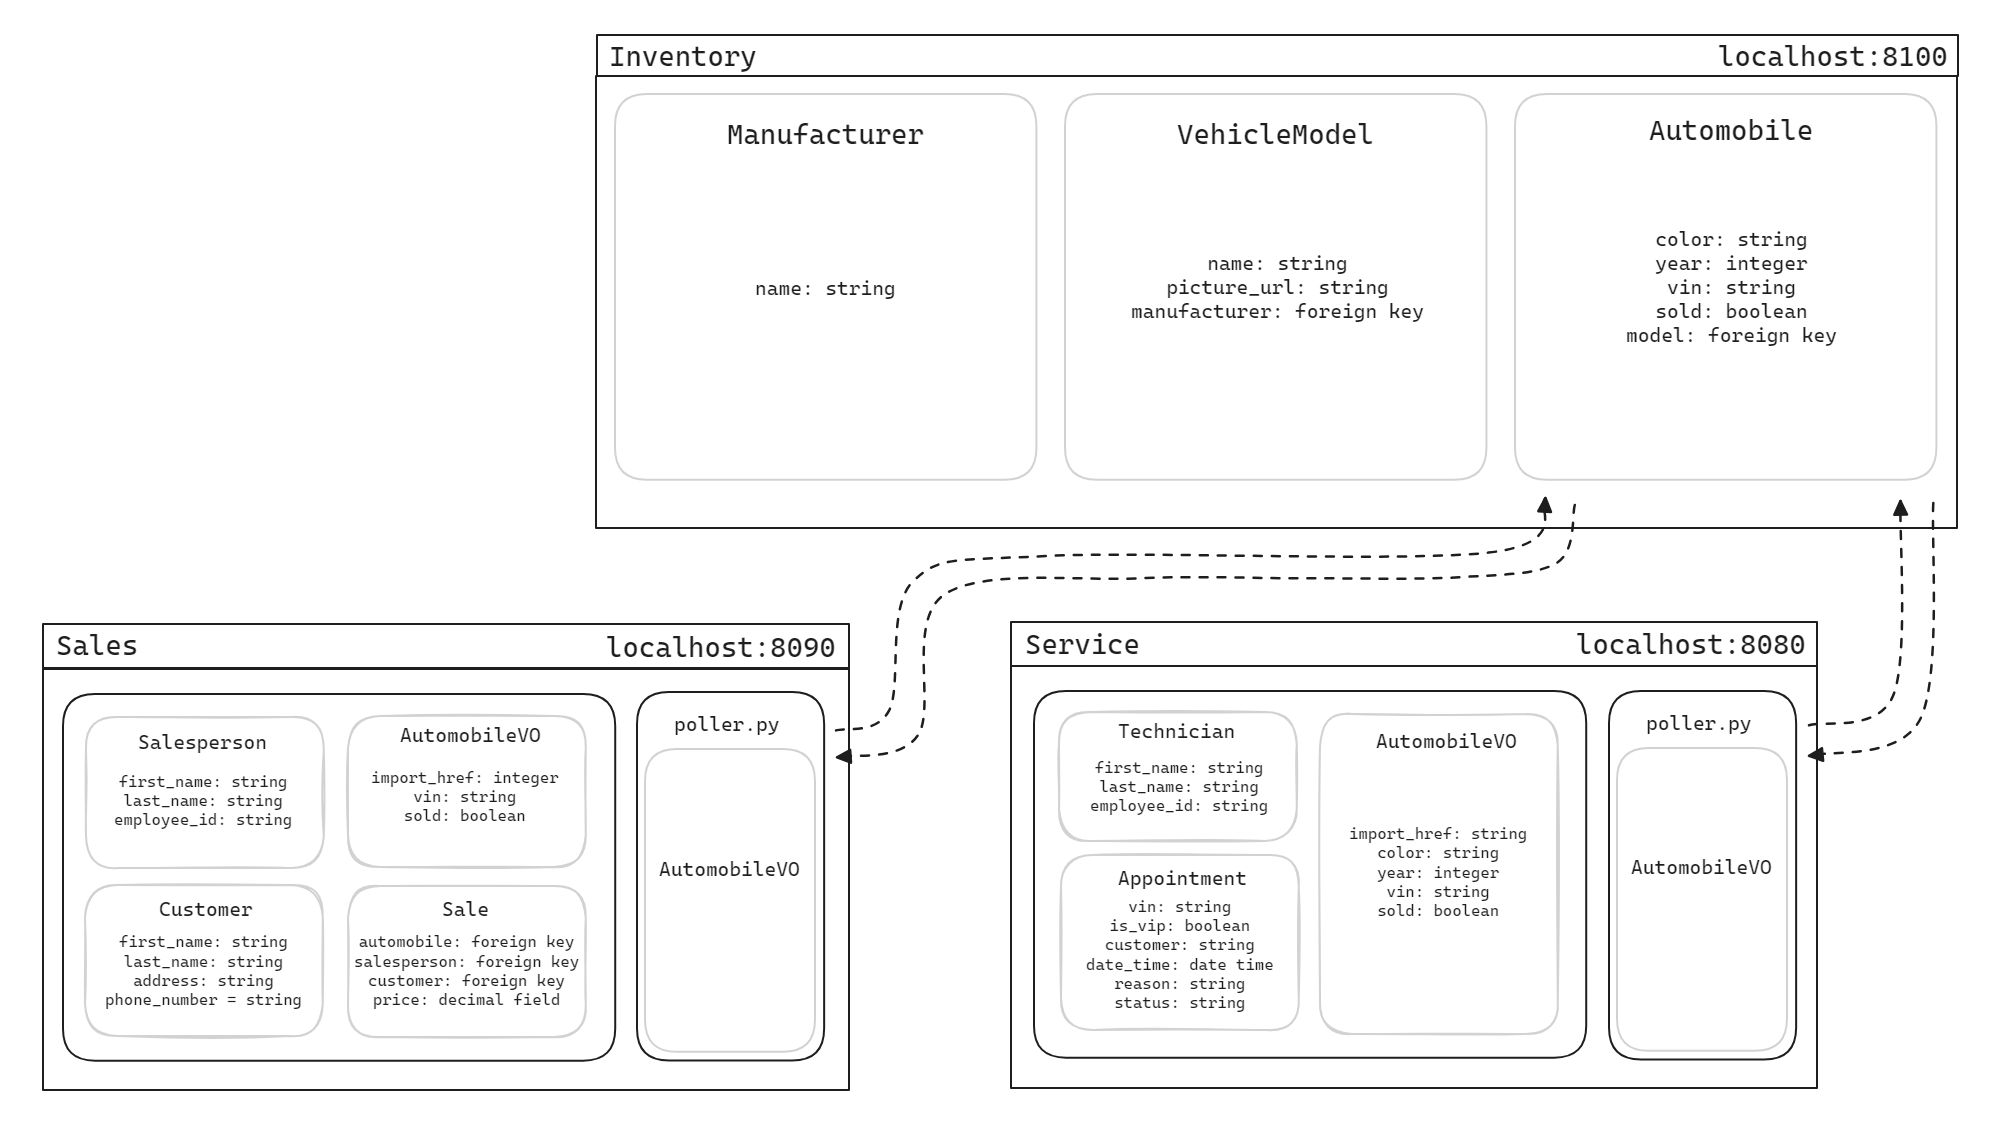 Inventory
localhost:8100
Manufacturer
name: string
VehicleModel
name: string
picture_url: string
manufacturer: foreign key
Automobile
color: string
year: integer
vin: string
sold: boolean
model: foreign key
Sales
localhost:8090
Salesperson
first_name: string
last_name: string
employee_id: string
AutomobileVO
import_href: integer
vin: string
sold: boolean
Customer
first_name: string
last_name: string
address: string
phone_number = string
Sale
automobile: foreign key
salesperson: foreign key
customer: foreign key
price: decimal field
poller.py
AutomobileVO
Service
localhost:8080
Technician
first_name: string
last_name: string
employee_id: string
Appointment
vin: string
is_vip: boolean
customer: string
date_time: date time
reason: string
status: string
AutomobileVO
import_href: string
color: string
year: integer
vin: string
sold: boolean
poller.py
AutomobileVO